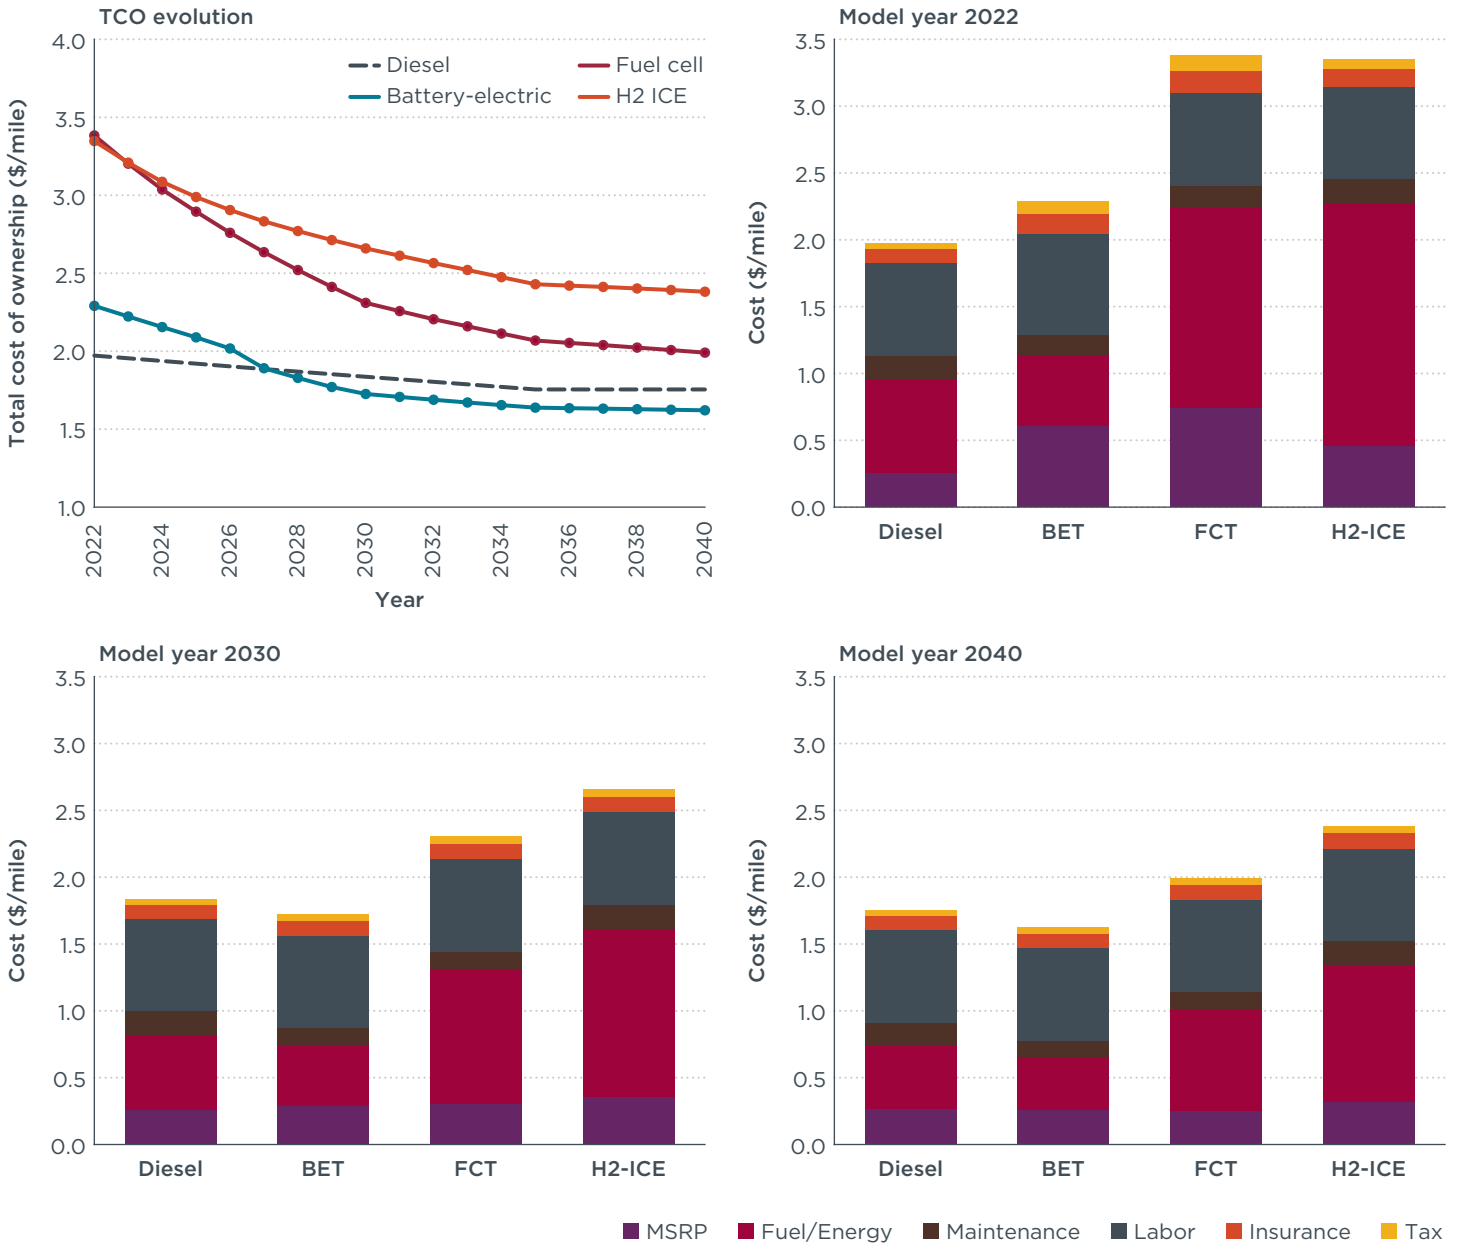 TCO evolution
Total cost of ownership ($/mile)
4.0
3.5
3.0
2.5
2.0
1.5
1.0
Diesel
Fuel cell
Battery-electric
H2 ICE
2022 2024 2026 2028 2030 2032 2034 2036 2038 2040
Year
Model year 2022
Cost ($/mile)
3.5
3.0
2.5
2.0
1.5
1.0
0.5
0.0
Diesel BET FCT H2-ICE
Model year 2030
Cost ($/mile)
3.5
3.0
2.5
2.0
1.5
1.0
0.5
0.0
Diesel BET FCT H2-ICE
Model year 2040
Cost ($/mile)
3.5
3.0
2.5
2.0
1.5
1.0
0.5
0.0
Diesel BET FCT H2-ICE
MSRP Fuel/Energy Maintenance Labor Insurance Tax